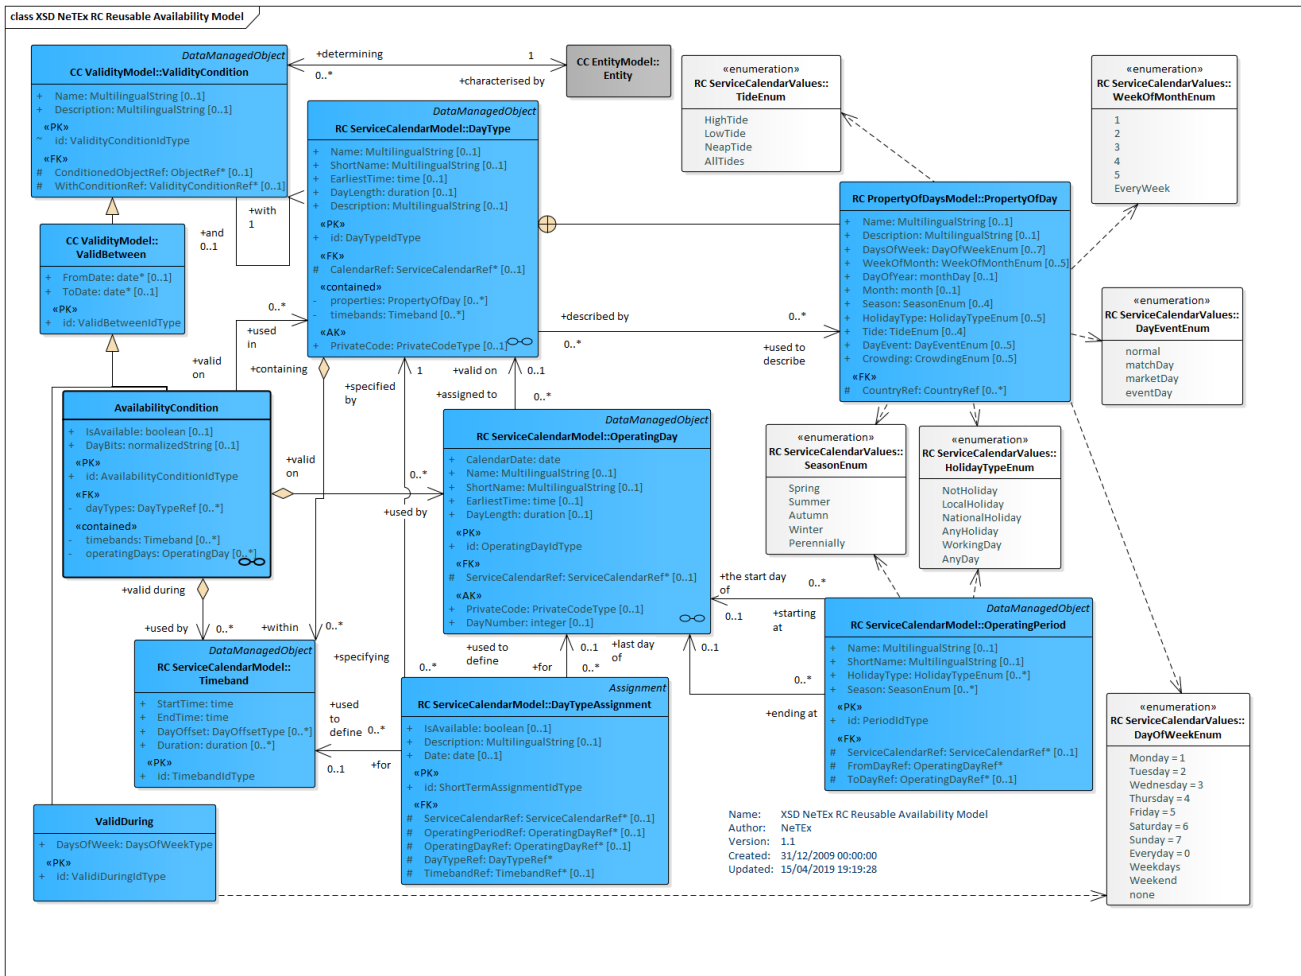 class XSD NeTEx RC Reusable Availability Model
DataManagedObject
CC ValidityModel::ValidityCondition
+ Name: MultilingualString [0..1]
+ Description: MultilingualString [0..1]
«PK»
~ id: ValidityConditionIdType
«FK»
# ConditionedObjectRef: ObjectRef* [0..1]
# WithConditionRef: ValidityConditionRef* [0..1]
+determining
0..*
1
+characterised by
CC EntityModel::
Entity
+and
0..1
+with
1
CC ValidityModel::
ValidBetween
+ FromDate: date* [0..1]
+ ToDate: date* [0..1]
«PK»
+ id: ValidBetweenIdType
DataManagedObject
RC ServiceCalendarModel::DayType
+ Name: MultilingualString [0..1]
+ ShortName: MultilingualString [0..1]
+ EarliestTime: time [0..1]
+ DayLength: duration [0..1]
+ Description: MultilingualString [0..1]
«PK»
+ id: DayTypeIdType
«FK»
# CalendarRef: ServiceCalendarRef* [0..1]
«contained»
- properties: PropertyOfDay [0..*]
- timebands: Timeband [0..*]
«AK»
+ PrivateCode: PrivateCodeType [0..1]
«enumeration»
RC ServiceCalendarValues::
TideEnum
HighTide
LowTide
NeapTide
AllTides
«enumeration»
RC ServiceCalendarValues::
WeekOfMonthEnum
1
2
3
4
5
EveryWeek
RC PropertyOfDaysModel::PropertyOfDay
+ Name: MultilingualString [0..1]
+ Description: MultilingualString [0..1]
+ DaysOfWeek: DayOfWeekEnum [0..7]
+ WeekOfMonth: WeekOfMonthEnum [0..5]
+ DayOfYear: monthDay [0..1]
+ Month: month [0..1]
+ Season: SeasonEnum [0..4]
+ HolidayType: HolidayTypeEnum [0..5]
+ Tide: TideEnum [0..4]
+ DayEvent: DayEventEnum [0..5]
+ Crowding: CrowdingEnum [0..5]
«FK»
# CountryRef: CountryRef [0..*]
+described by
0..*
0..*
+used to
describe
«enumeration»
RC ServiceCalendarValues::
DayEventEnum
normal
matchDay
marketDay
eventDay
0..*
+used
in
+valid
on
+containing
+specified
by
1
+valid on
0..1
+assigned to
0..*
AvailabilityCondition
+ IsAvailable: boolean [0..1]
+ DayBits: normalizedString [0..1]
«PK»
+ id: AvailabilityConditionIdType
«FK»
- dayTypes: DayTypeRef [0..*]
«contained»
- timebands: Timeband [0..*]
- operatingDays: OperatingDay [0..*]
+valid
on
0..*
+used by
DataManagedObject
RC ServiceCalendarModel::OperatingDay
+ CalendarDate: date
+ Name: MultilingualString [0..1]
+ ShortName: MultilingualString [0..1]
+ EarliestTime: time [0..1]
+ DayLength: duration [0..1]
«PK»
+ id: OperatingDayIdType
«FK»
# ServiceCalendarRef: ServiceCalendarRef* [0..1]
«AK»
+ PrivateCode: PrivateCodeType [0..1]
+ DayNumber: integer [0..1]
«enumeration»
RC ServiceCalendarValues::
SeasonEnum
Spring
Summer
Autumn
Winter
Perennially
«enumeration»
RC ServiceCalendarValues::
HolidayTypeEnum
NotHoliday
LocalHoliday
NationalHoliday
AnyHoliday
WorkingDay
AnyDay
+valid during
+used by
0..*
+within
0..*
+specifying
0..*
+the start day
of
0..*
0..1
+starting
at
+used to
define
0..1
+last day
of
0..1
+for
0..*
0..*
+ending at
DataManagedObject
RC ServiceCalendarModel::OperatingPeriod
+ Name: MultilingualString [0..1]
+ ShortName: MultilingualString [0..1]
+ HolidayType: HolidayTypeEnum [0..*]
+ Season: SeasonEnum [0..*]
«PK»
+ id: PeriodIdType
«FK»
# ServiceCalendarRef: ServiceCalendarRef* [0..1]
# FromDayRef: OperatingDayRef*
# ToDayRef: OperatingDayRef* [0..1]
DataManagedObject
RC ServiceCalendarModel::
Timeband
+ StartTime: time
+ EndTime: time
+ DayOffset: DayOffsetType [0..*]
+ Duration: duration [0..*]
«PK»
+ id: TimebandIdType
+used
to
define
0..*
0..1
+for
Assignment
RC ServiceCalendarModel::DayTypeAssignment
+ IsAvailable: boolean [0..1]
+ Description: MultilingualString [0..1]
+ Date: date [0..1]
«PK»
+ id: ShortTermAssignmentIdType
«FK»
# ServiceCalendarRef: ServiceCalendarRef* [0..1]
# OperatingPeriodRef: OperatingDayRef* [0..1]
# OperatingDayRef: OperatingDayRef* [0..1]
# DayTypeRef: DayTypeRef*
# TimebandRef: TimebandRef* [0..1]
«enumeration»
RC ServiceCalendarValues::
DayOfWeekEnum
Monday = 1
Tuesday = 2
Wednesday = 3
Thursday = 4
Friday = 5
Saturday = 6
Sunday = 7
Everyday = 0
Weekdays
Weekend
none
ValidDuring
+ DaysOfWeek: DaysOfWeekType
«PK»
+ id: ValidiDuringIdType
Name: XSD NeTEx RC Reusable Availability Model
Author: NeTEx
Version: 1.1
Created: 31/12/2009 00:00:00
Updated: 15/04/2019 19:19:28